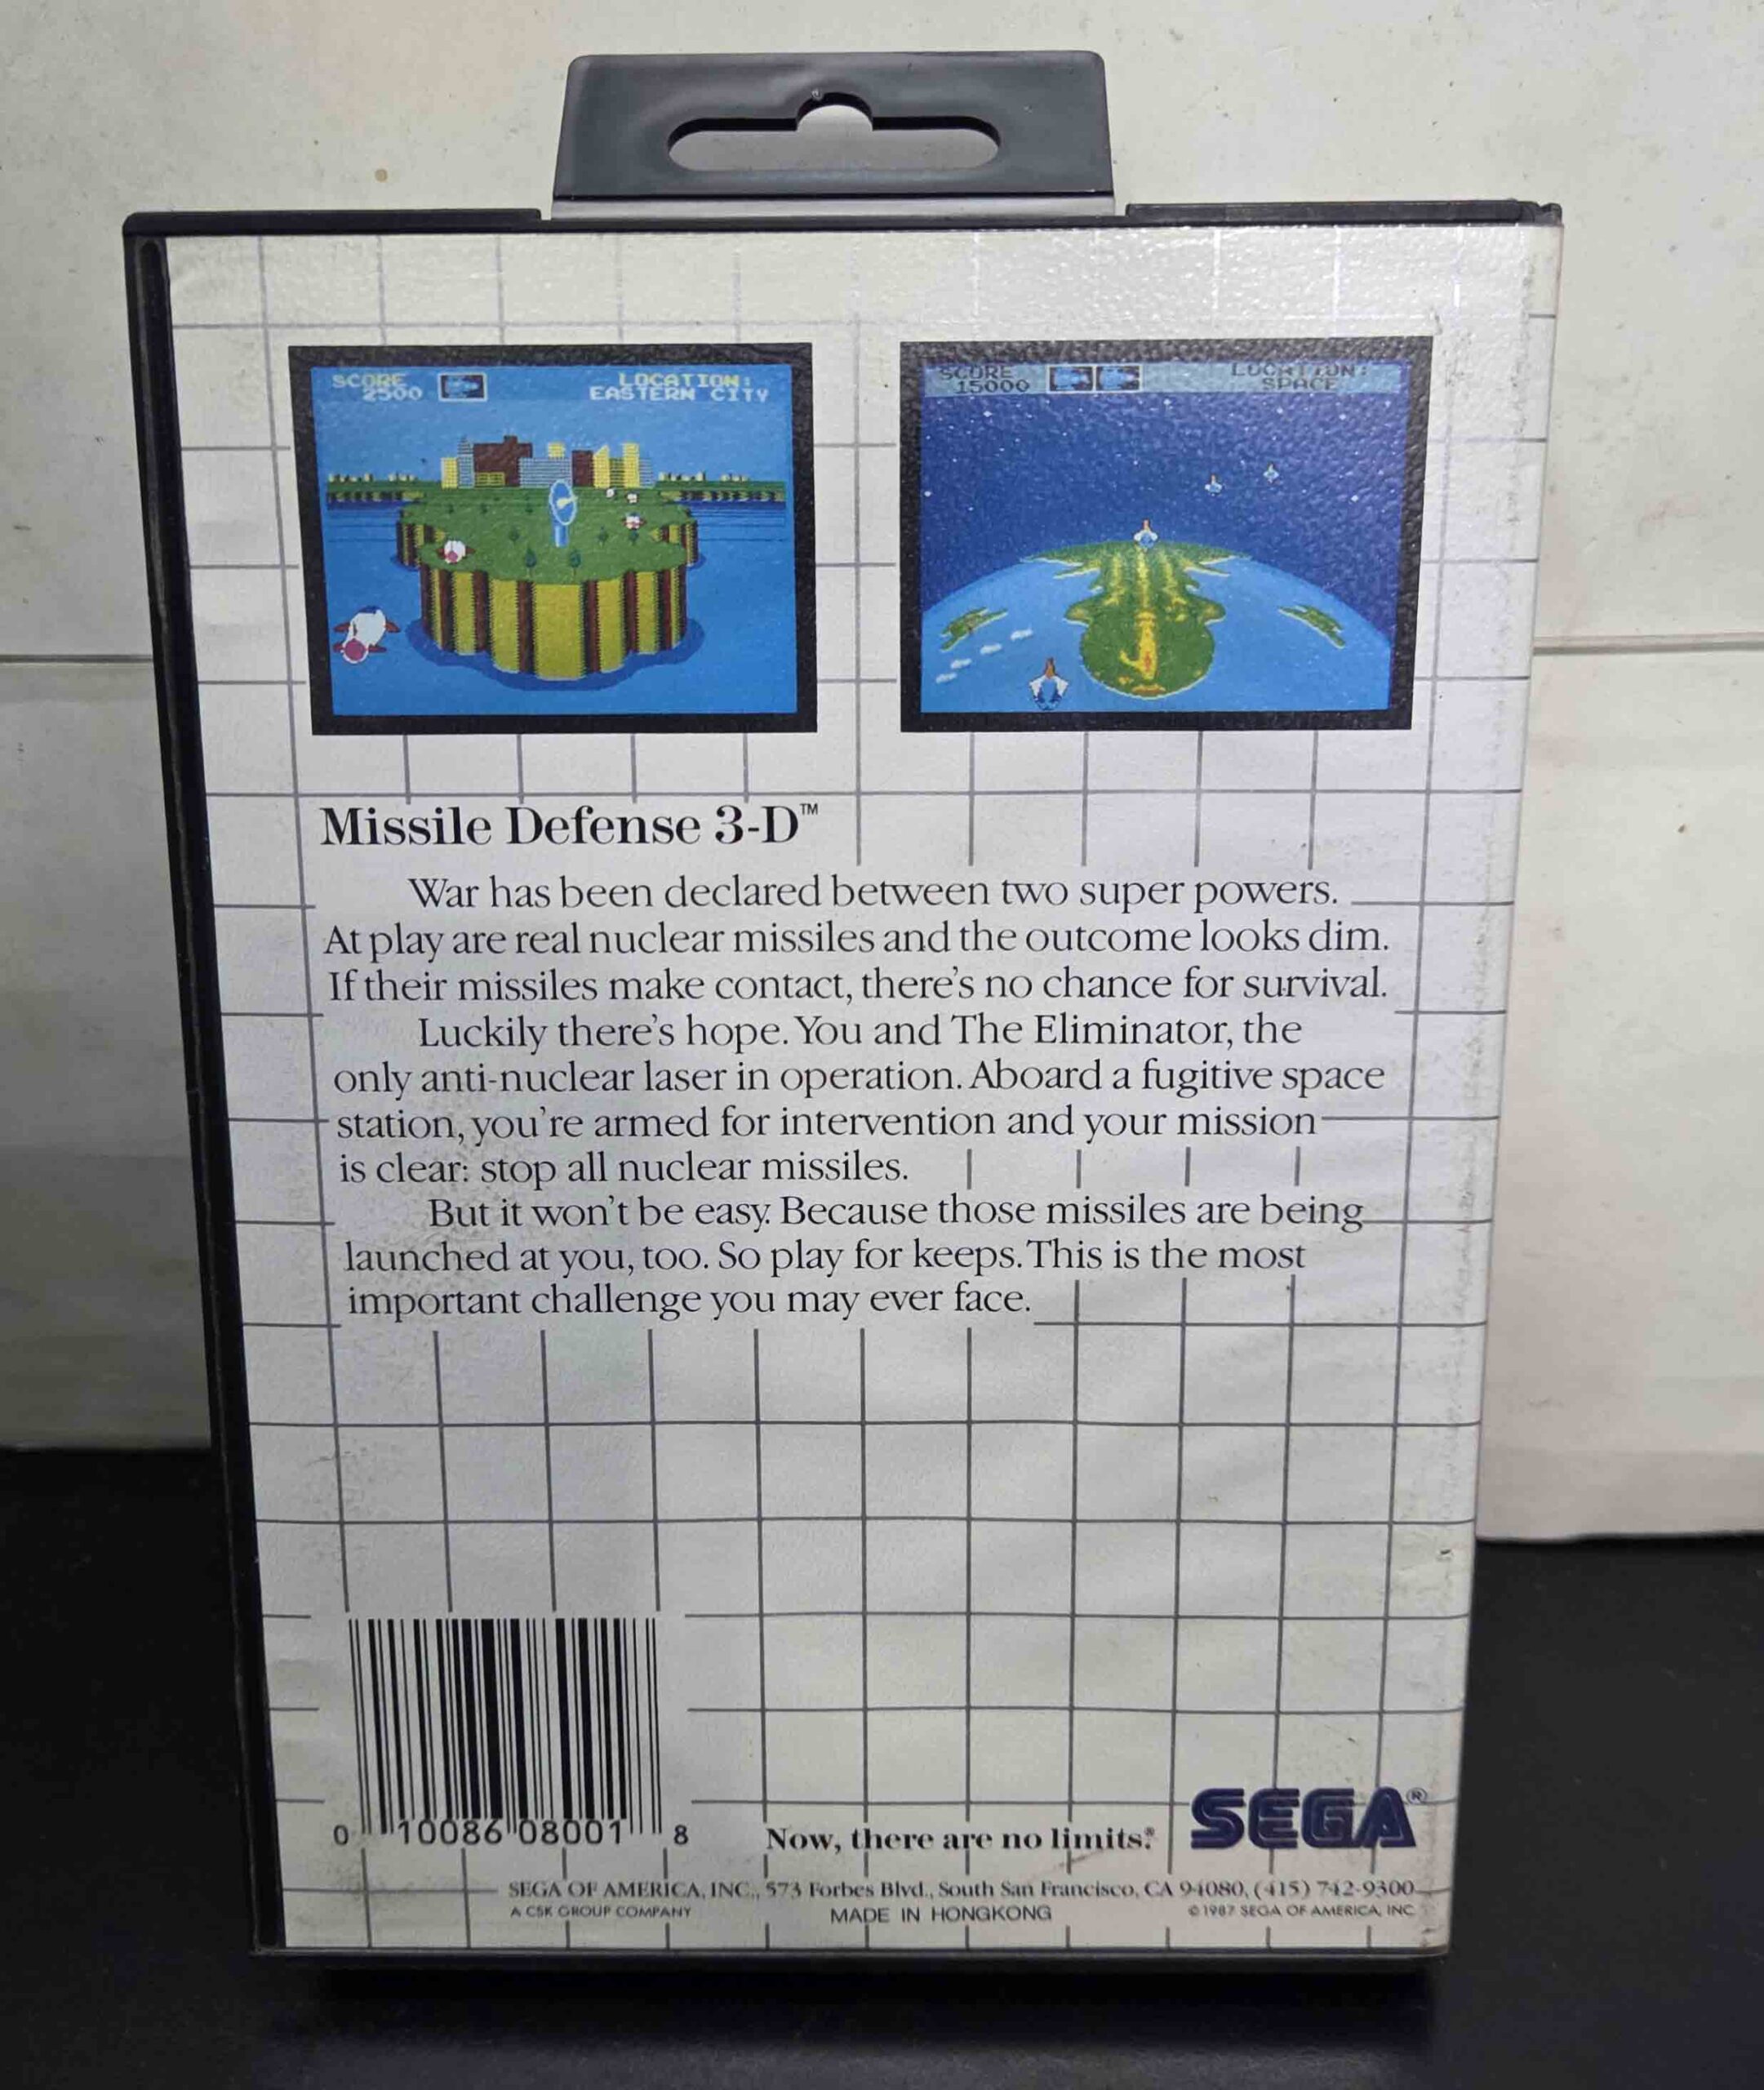 SCORE
2500
LOCATION:
EASTERN CITY
SCORE
15000
LOCATION:
SPACE
Missile Defense 3-D™
War has been declared between two super powers.
At play are real nuclear missiles and the outcome looks dim.
If their missiles make contact, there's no chance for survival.
Luckily there's hope. You and The Eliminator, the
only anti-nuclear laser in operation. Aboard a fugitive space
station, you're armed for intervention and your mission
is clear: stop all nuclear missiles.
But it won't be easy. Because those missiles are being
launched at you, too. So play for keeps. This is the most
important challenge you may ever face.
0 10086 08001 8
Now, there are no limits.®
SEGA®
SEGA OF AMERICA, INC., 573 Forbes Blvd., South San Francisco, CA 94080, (415) 742-9300
A CSK GROUP COMPANY MADE IN HONGKONG ©1987 SEGA OF AMERICA, INC.